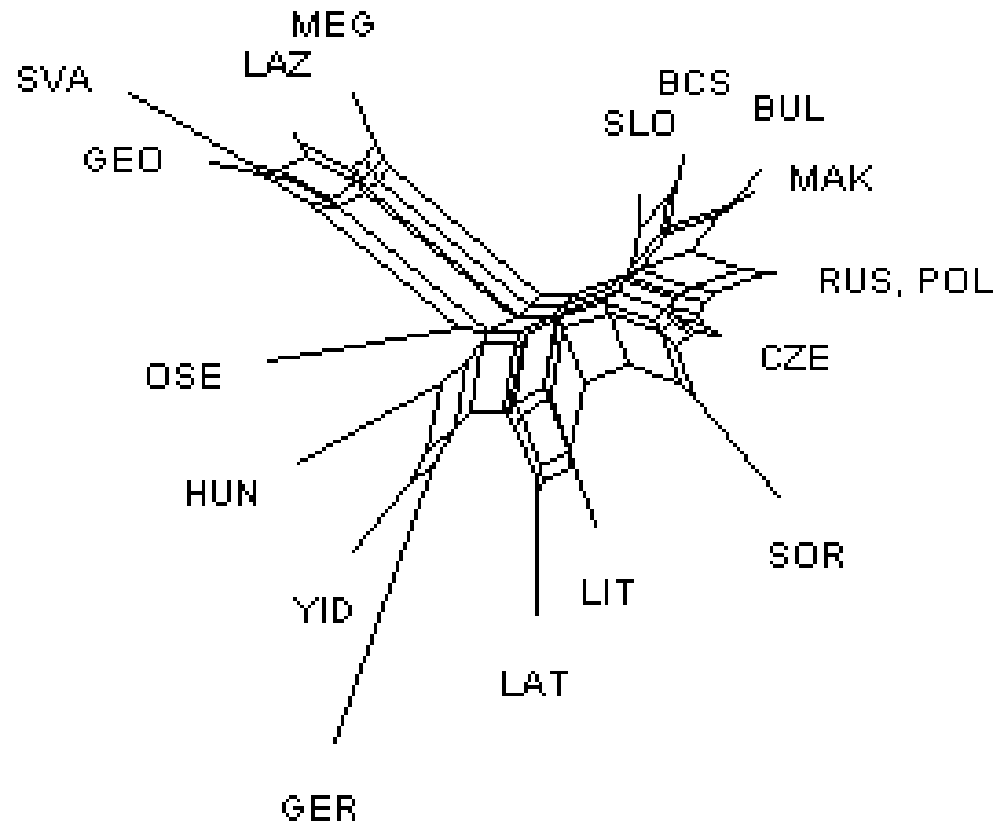 MEG
LAZ
SVA
BCS
BUL
SLO
GEO
MAK
RUS, POL
OSE
CZE
HUN
SOR
YID
LIT
LAT
GER